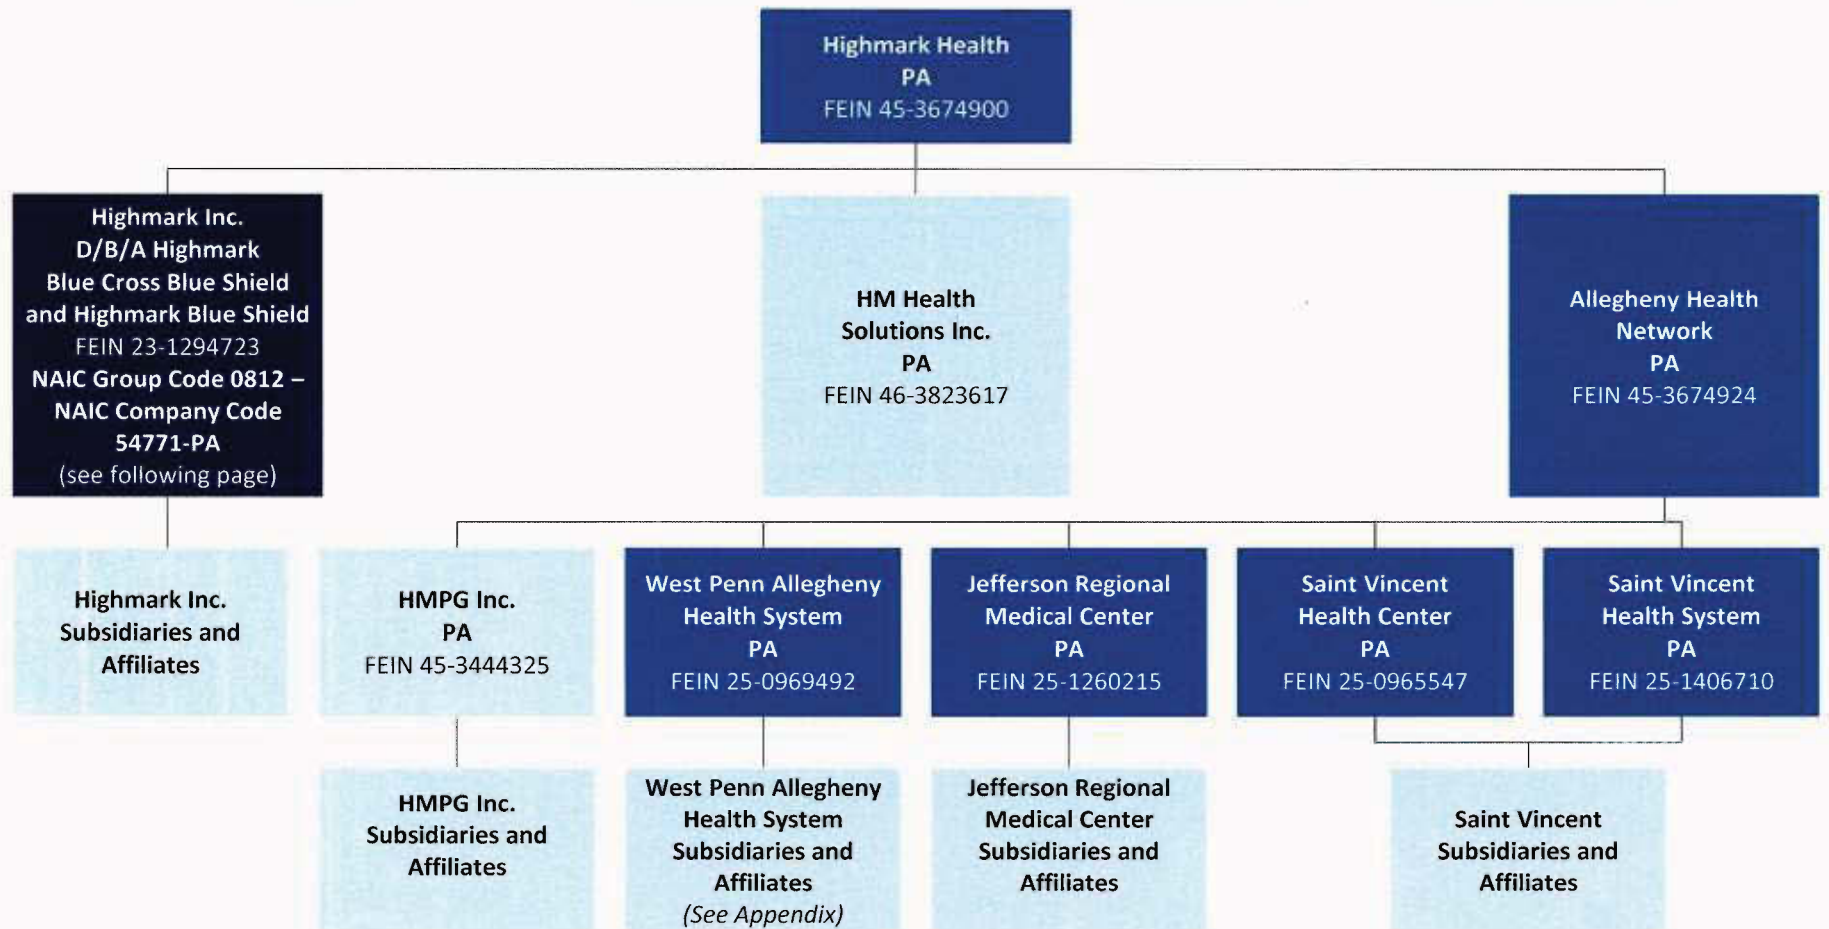 Highmark Health
PA
FEIN 45-3674900
Highmark Inc.
D/B/A Highmark
Blue Cross Blue Shield
and Highmark Blue Shield
FEIN 23-1294723
NAIC Group Code 0812 –
NAIC Company Code
54771-PA
(see following page)
HM Health
Solutions Inc.
PA
FEIN 46-3823617
Allegheny Health
Network
PA
FEIN 45-3674924
Highmark Inc.
Subsidiaries and
Affiliates
HMPG Inc.
PA
FEIN 45-3444325
West Penn Allegheny
Health System
PA
FEIN 25-0969492
Jefferson Regional
Medical Center
PA
FEIN 25-1260215
Saint Vincent
Health Center
PA
FEIN 25-0965547
Saint Vincent
Health System
PA
FEIN 25-1406710
HMPG Inc.
Subsidiaries and
Affiliates
West Penn Allegheny
Health System
Subsidiaries and
Affiliates
(See Appendix)
Jefferson Regional
Medical Center
Subsidiaries and
Affiliates
Saint Vincent
Subsidiaries and
Affiliates